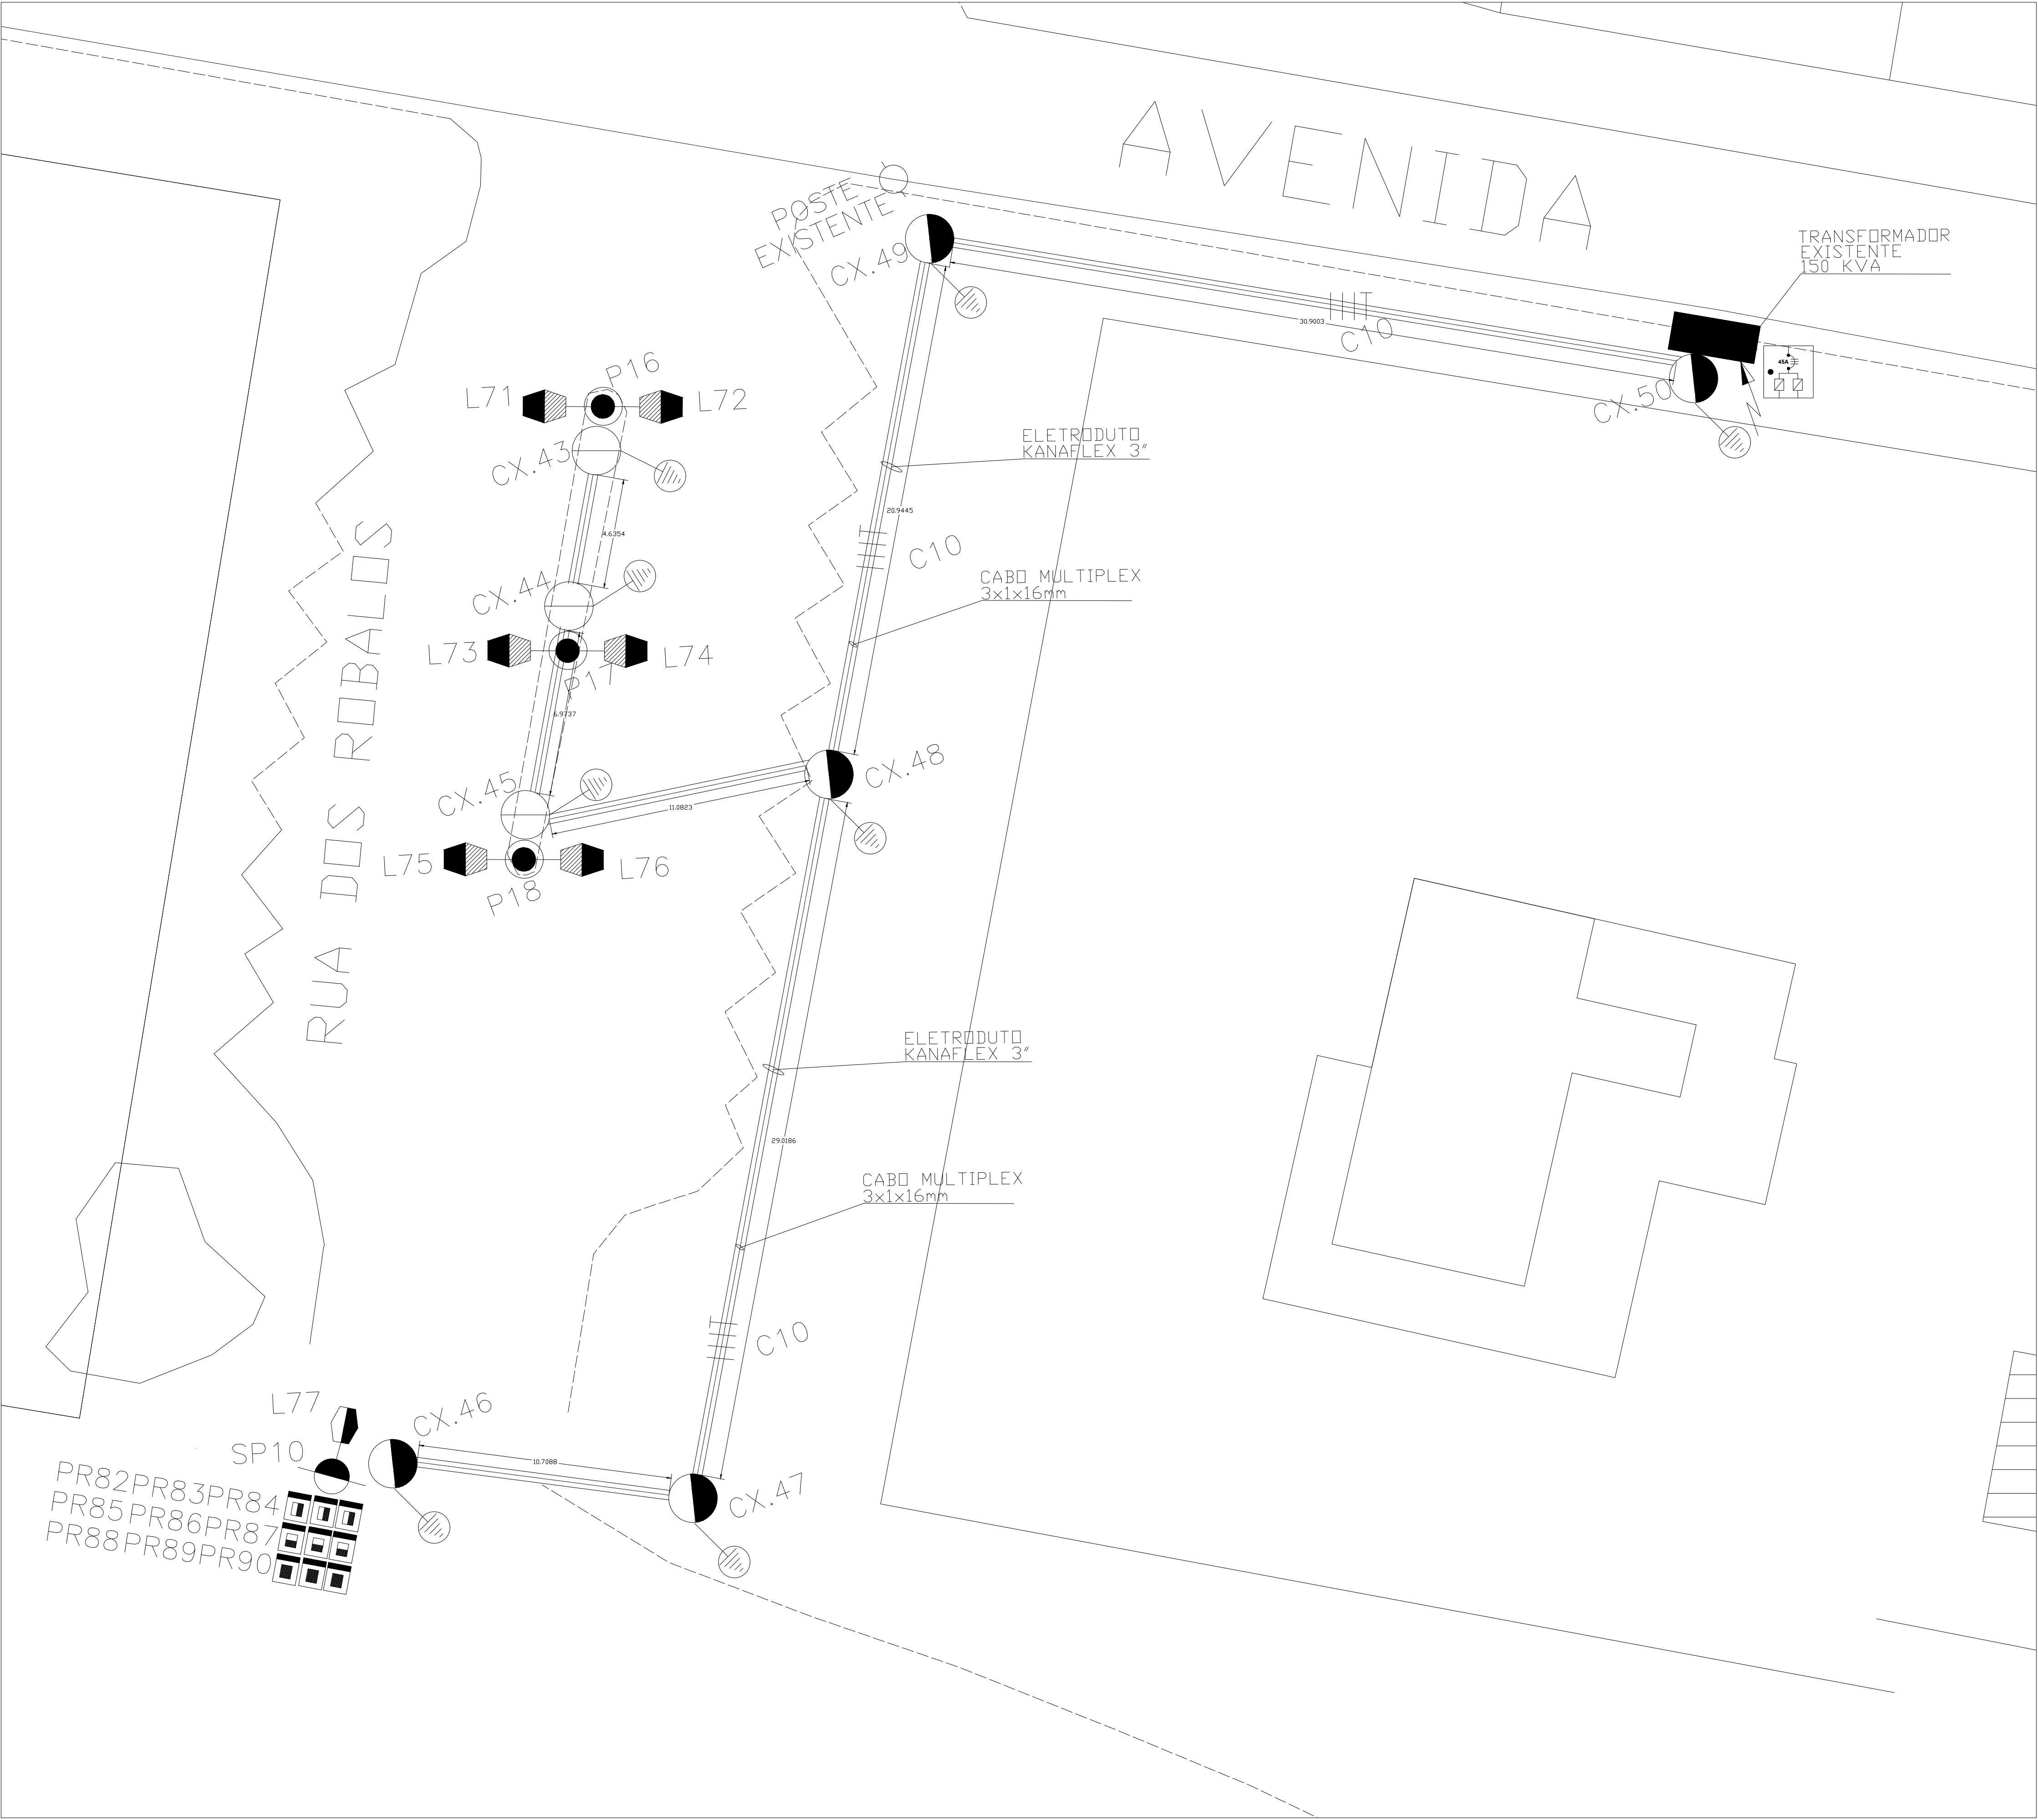 AVENIDA
POSTE
EXISTENTE
CX.49
TRANSFORMADOR
EXISTENTE
150 KVA
30.9003
C10
45A
CX.50
P16
L71
L72
CX.43
ELETRODUTO
KANAFLEX 3"
20.9445
4.6354
C10
CX.44
CABO MULTIPLEX
3x1x16mm
L73
L74
P17
6.9737
RUA DOS ROBALOS
CX.48
CX.45
11.0823
L75
L76
P18
ELETRODUTO
KANAFLEX 3"
29.0186
CABO MULTIPLEX
3x1x16mm
C10
L77
CX.46
SP10
10.7088
CX.47
PR82PR83PR84
PR85PR86PR87
PR88PR89PR90